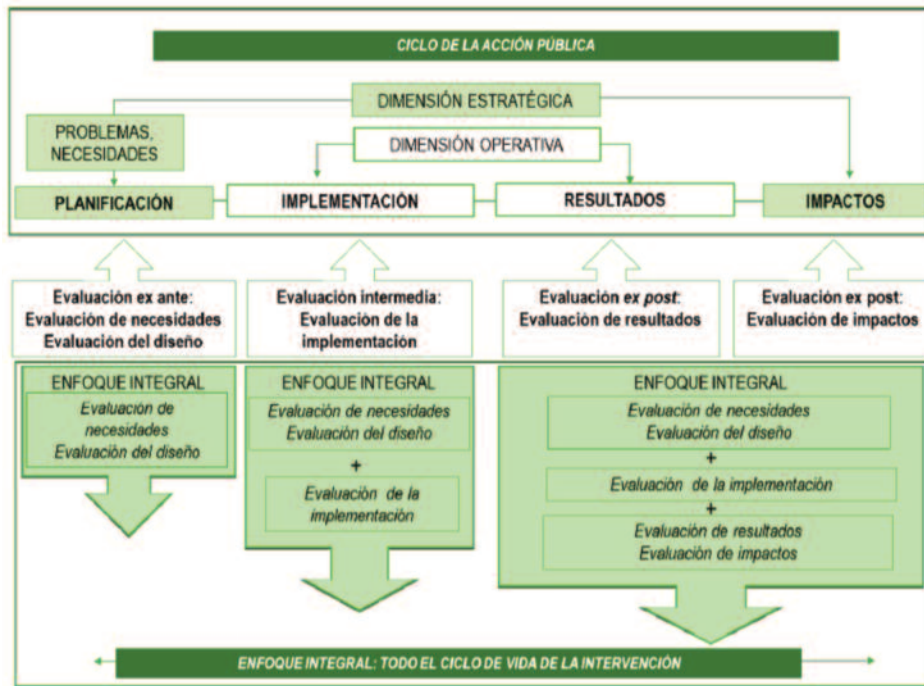 CICLO DE LA ACCIÓN PÚBLICA
DIMENSIÓN ESTRATÉGICA
PROBLEMAS,
NECESIDADES
DIMENSIÓN OPERATIVA
PLANIFICACIÓN
IMPLEMENTACIÓN
RESULTADOS
IMPACTOS
Evaluación ex ante:
Evaluación de necesidades
Evaluación del diseño
Evaluación intermedia:
Evaluación de la
implementación
Evaluación ex post:
Evaluación de resultados
Evaluación ex post:
Evaluación de impactos
ENFOQUE INTEGRAL
Evaluación de
necesidades
Evaluación del diseño
ENFOQUE INTEGRAL
Evaluación de necesidades
Evaluación del diseño
+
Evaluación de la
implementación
ENFOQUE INTEGRAL
Evaluación de necesidades
Evaluación del diseño
+
Evaluación de la implementación
+
Evaluación de resultados
Evaluación de impactos
ENFOQUE INTEGRAL: TODO EL CICLO DE VIDA DE LA INTERVENCIÓN